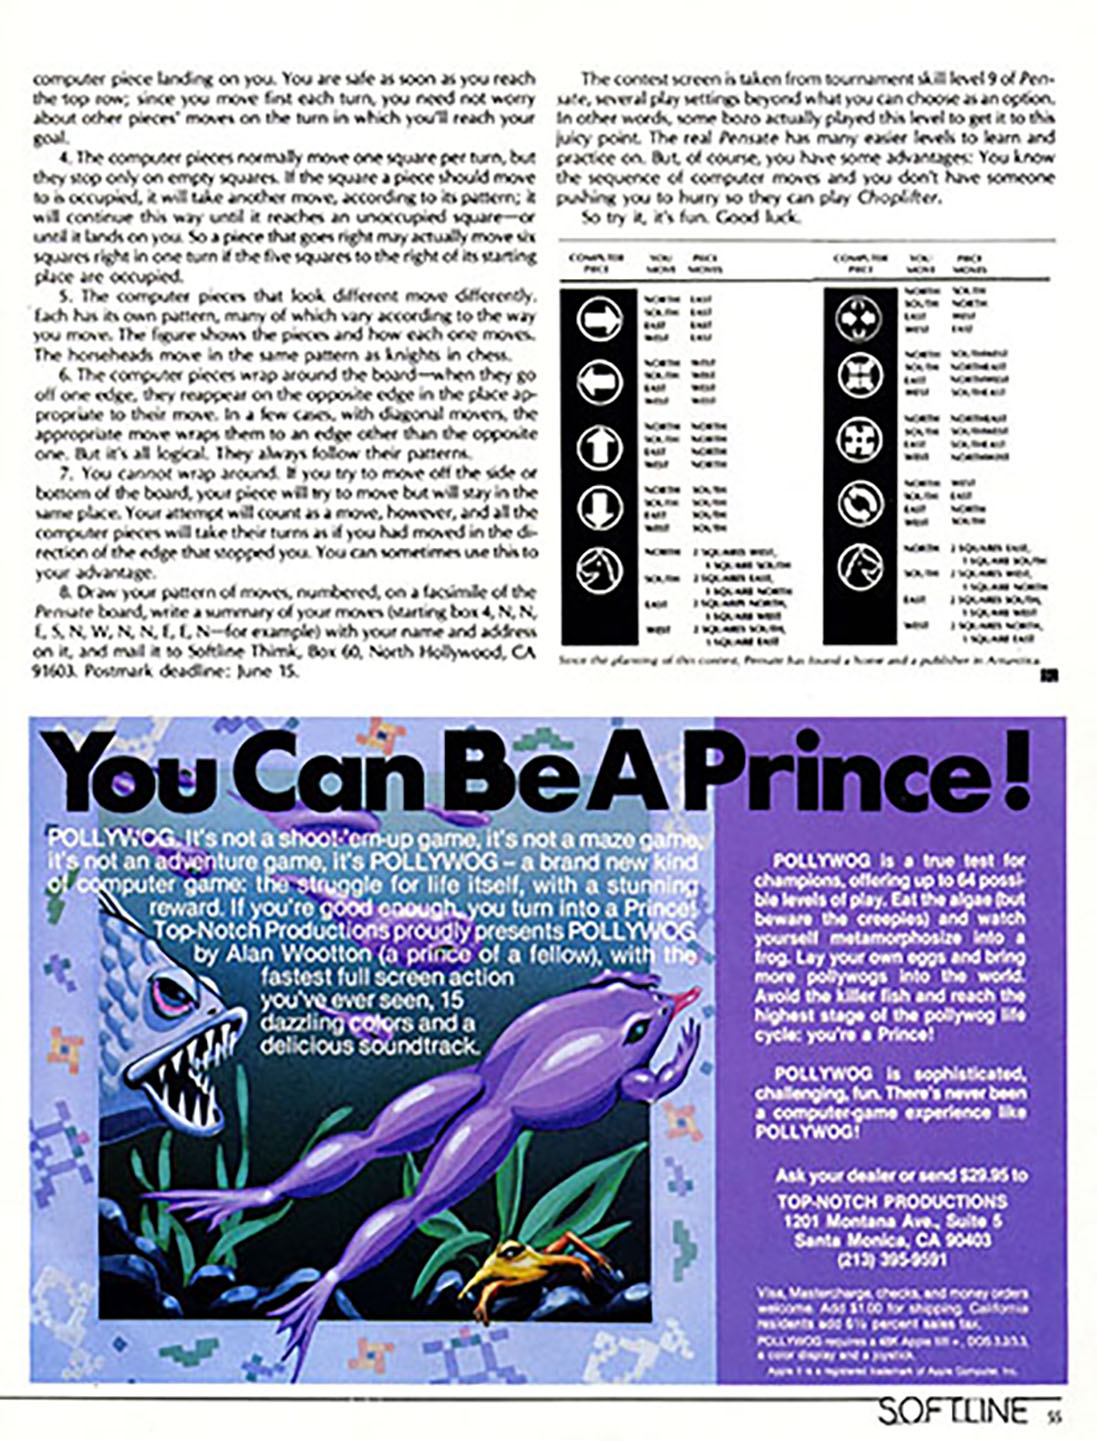 computer piece landing on you. You are safe as soon as you reach
the top row; since you move first each turn, you need not worry
about other pieces' moves on the turn in which you'll reach your
goal.
4. The computer pieces normally move one square per turn, but
they stop only on empty squares. If the square a piece should move
to is occupied, it will take another move, according to its pattern; it
will continue this way until it reaches an unoccupied square—or
until it lands on you. So a piece that goes right may actually move six
squares right in one turn if the five squares to the right of its starting
place are occupied.
5. The computer pieces that look different move differently.
Each has its own pattern, many of which vary according to the way
you move. The figure shows the pieces and how each one moves.
The horseheads move in the same pattern as knights in chess.
6. The computer pieces wrap around the board—when they go
off one edge, they reappear on the opposite edge in the place ap-
propriate to their move. In a few cases, with diagonal movers, the
appropriate move wraps them to an edge other than the opposite
one. But it's all logical. They always follow their patterns.
7. You cannot wrap around. If you try to move off the side or
bottom of the board, your piece will try to move but will stay in the
same place. Your attempt will count as a move, however, and all the
computer pieces will take their turns as if you had moved in the di-
rection of the edge that stopped you. You can sometimes use this to
your advantage.
8. Draw your pattern of moves, numbered, on a facsimile of the
Pensate board, write a summary of your moves (starting box 4, N, N,
E, S, N, W, N, N, E, E, N—for example) with your name and address
on it, and mail it to Softline Thimk, Box 60, North Hollywood, CA
91603. Postmark deadline: June 15.
The contest screen is taken from tournament skill level 9 of Pen-
sate, several play settings beyond what you can choose as an option.
In other words, some bozo actually played this level to get it to this
juicy point. The real Pensate has many easier levels to learn and
practice on. But, of course, you have some advantages: You know
the sequence of computer moves and you don't have someone
pushing you to hurry so they can play Choplifter.
So try it, it's fun. Good luck.
COMPUTER YOU PIECE
PIECE MOVE MOVES
NORTH EAST
SOUTH EAST
EAST EAST
WEST EAST
NORTH WEST
SOUTH WEST
EAST WEST
WEST WEST
NORTH NORTH
SOUTH NORTH
EAST NORTH
WEST NORTH
NORTH SOUTH
SOUTH SOUTH
EAST SOUTH
WEST SOUTH
NORTH 2 SQUARES WEST,
1 SQUARE SOUTH
SOUTH 2 SQUARES EAST,
1 SQUARE NORTH
EAST 2 SQUARES NORTH,
1 SQUARE WEST
WEST 2 SQUARES SOUTH,
1 SQUARE EAST
COMPUTER YOU PIECE
PIECE MOVE MOVES
NORTH SOUTH
SOUTH NORTH
EAST WEST
WEST EAST
NORTH SOUTHWEST
SOUTH NORTHEAST
EAST NORTHWEST
WEST SOUTHEAST
NORTH NORTHEAST
SOUTH SOUTHWEST
EAST SOUTHEAST
WEST NORTHWEST
NORTH WEST
SOUTH EAST
EAST NORTH
WEST SOUTH
NORTH 2 SQUARES EAST,
1 SQUARE SOUTH
SOUTH 2 SQUARES WEST,
1 SQUARE NORTH
EAST 2 SQUARES SOUTH,
1 SQUARE WEST
WEST 2 SQUARES NORTH,
1 SQUARE EAST
Since the planning of this contest, Pensate has found a home and a publisher in
You Can Be A Prince!
POLLYWOG. It's not a shoot-'em-up game, it's not a maze game,
it's not an adventure game, it's POLLYWOG – a brand new kind
of computer game: the struggle for life itself, with a stunning
reward. If you're good enough, you turn into a Prince!
Top-Notch Productions proudly presents POLLYWOG
by Alan Wootton (a prince of a fellow), with the
fastest full screen action
you've ever seen, 15
dazzling colors and a
delicious soundtrack.
POLLYWOG is a true test for
champions, offering up to 64 possi-
ble levels of play. Eat the algae (but
beware the creepies) and watch
yourself metamorphosize into a
frog. Lay your own eggs and bring
more pollywogs into the world.
Avoid the killer fish and reach the
highest stage of the pollywog life
cycle: you're a Prince!
POLLYWOG is sophisticated,
challenging, fun. There's never been
a computer-game experience like
POLLYWOG!
Ask your dealer or send $29.95 to
TOP-NOTCH PRODUCTIONS
1201 Montana Ave., Suite 5
Santa Monica, CA 90403
(213) 395-9591
Visa, Mastercharge, checks, and money orders
welcome. Add $1.00 for shipping. California
residents add 6½ percent sales tax.
POLLYWOG requires a 48K Apple II/II +, DOS 3.2/3.3,
a color display and a joystick.
Apple II is a registered trademark of Apple Computer, Inc.
SOFTLINE 55